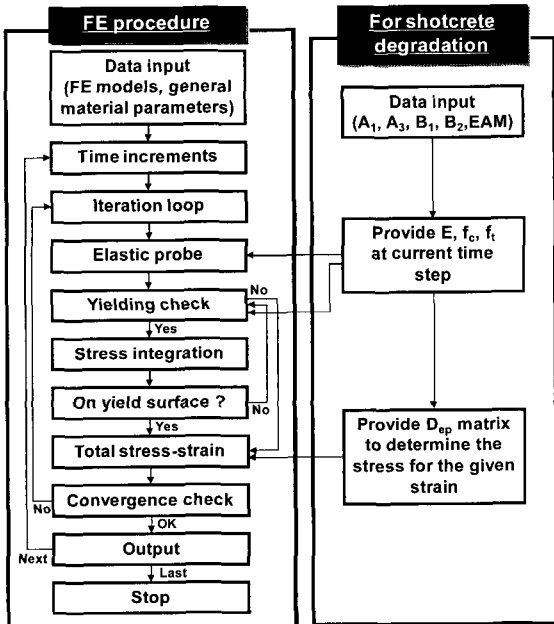 FE procedure
Data input
(FE models, general
material parameters)
Time increments
Iteration loop
Elastic probe
Yielding check
No
Yes
Stress integration
On yield surface ?
No
Yes
Total stress-strain
Convergence check
No
OK
Output
Next
Last
Stop
For shotcrete
degradation
Data input
(A₁, A₃, B₁, B₂,EAM)
Provide E, f_c, f_t
at current time
step
Provide D_ep matrix
to determine the
stress for the given
strain